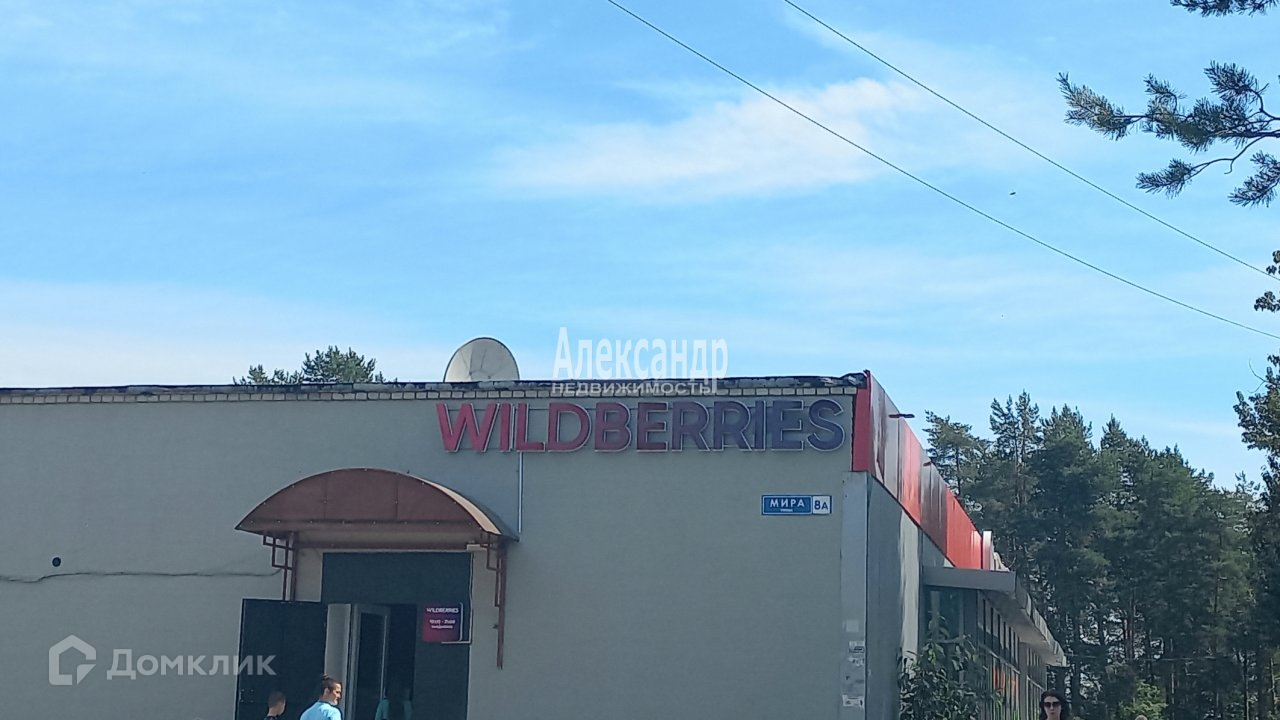 Александр
НЕДВИЖИМОСТЬ
WILDBERRIES
МИРА 8А
WILDBERRIES
Домклик